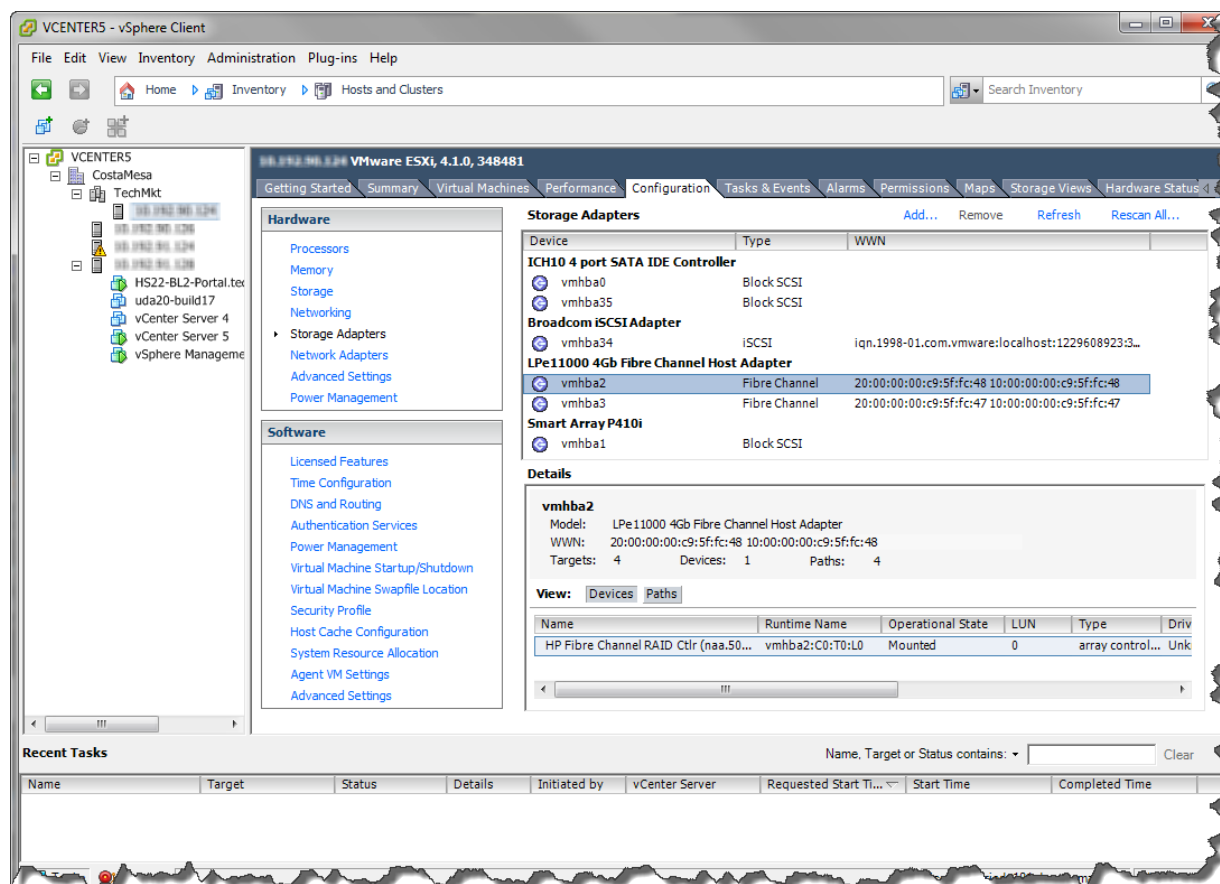 VCENTER5 - vSphere Client
File Edit View Inventory Administration Plug-ins Help
Home Inventory Hosts and Clusters
Search Inventory
VCENTER5
CostaMesa
TechMkt
HS22-BL2-Portal.tec
uda20-build17
vCenter Server 4
vCenter Server 5
vSphere Manageme
VMware ESXi, 4.1.0, 348481
Getting Started Summary Virtual Machines Performance Configuration Tasks & Events Alarms Permissions Maps Storage Views Hardware Status
Hardware
Processors
Memory
Storage
Networking
Storage Adapters
Network Adapters
Advanced Settings
Power Management
Software
Licensed Features
Time Configuration
DNS and Routing
Authentication Services
Power Management
Virtual Machine Startup/Shutdown
Virtual Machine Swapfile Location
Security Profile
Host Cache Configuration
System Resource Allocation
Agent VM Settings
Advanced Settings
Storage Adapters
Add... Remove Refresh Rescan All...
Device Type WWN
ICH10 4 port SATA IDE Controller
vmhba0 Block SCSI
vmhba35 Block SCSI
Broadcom iSCSI Adapter
vmhba34 iSCSI iqn.1998-01.com.vmware:localhost:1229608923:3...
LPe11000 4Gb Fibre Channel Host Adapter
vmhba2 Fibre Channel 20:00:00:00:c9:5f:fc:48 10:00:00:00:c9:5f:fc:48
vmhba3 Fibre Channel 20:00:00:00:c9:5f:fc:47 10:00:00:00:c9:5f:fc:47
Smart Array P410i
vmhba1 Block SCSI
Details
vmhba2
Model: LPe11000 4Gb Fibre Channel Host Adapter
WWN: 20:00:00:00:c9:5f:fc:48 10:00:00:00:c9:5f:fc:48
Targets: 4 Devices: 1 Paths: 4
View: Devices Paths
Name Runtime Name Operational State LUN Type Driv
HP Fibre Channel RAID Ctlr (naa.50... vmhba2:C0:T0:L0 Mounted 0 array control... Unk
Recent Tasks
Name, Target or Status contains: Clear
Name Target Status Details Initiated by vCenter Server Requested Start Ti... Start Time Completed Time